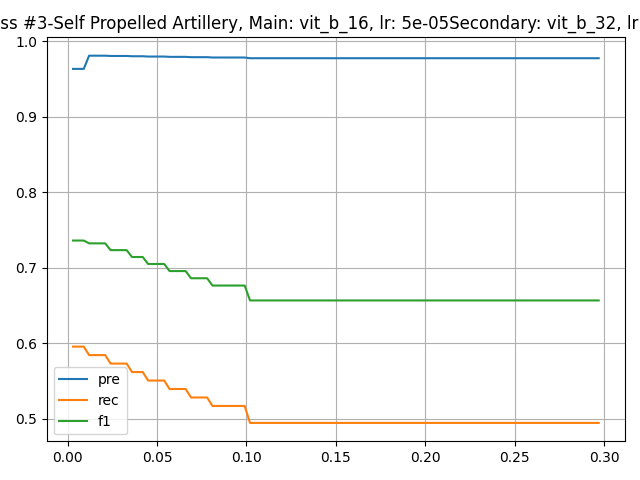 ss #3-Self Propelled Artillery, Main: vit_b_16, lr: 5e-05Secondary: vit_b_32, lr
1.0
0.9
0.8
0.7
0.6
0.5
pre
rec
f1
0.00 0.05 0.10 0.15 0.20 0.25 0.30